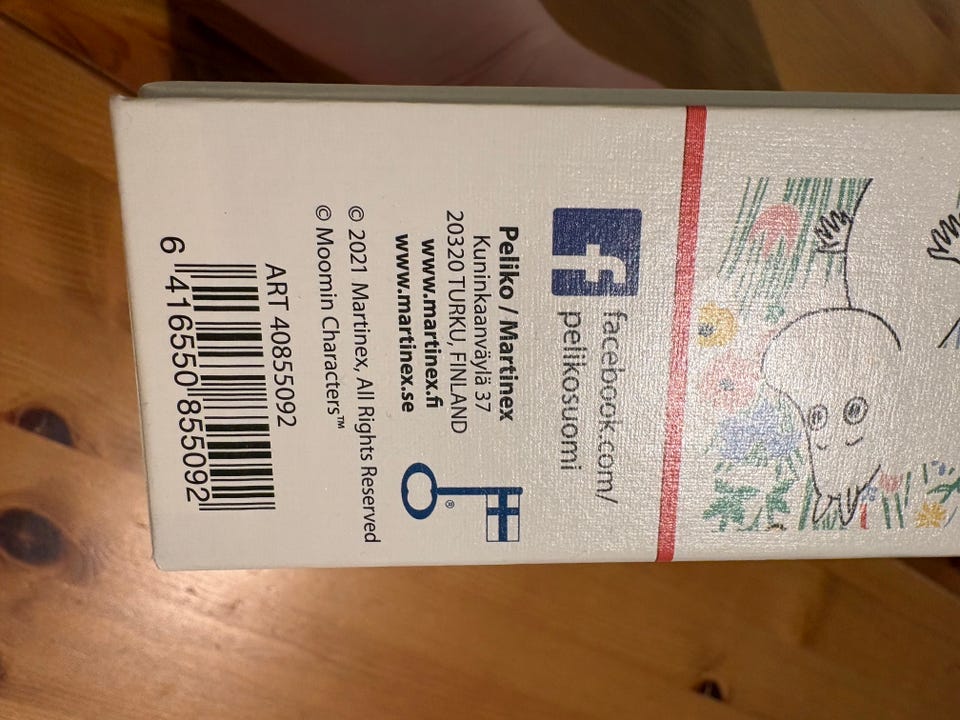 facebook.com/
pelikosuomi
Peliko / Martinex
Kuninkaanväylä 37
20320 TURKU, FINLAND
www.martinex.fi
www.martinex.se
®
© 2021 Martinex, All Rights Reserved
© Moomin Characters™
ART 40855092
6 416550 855092